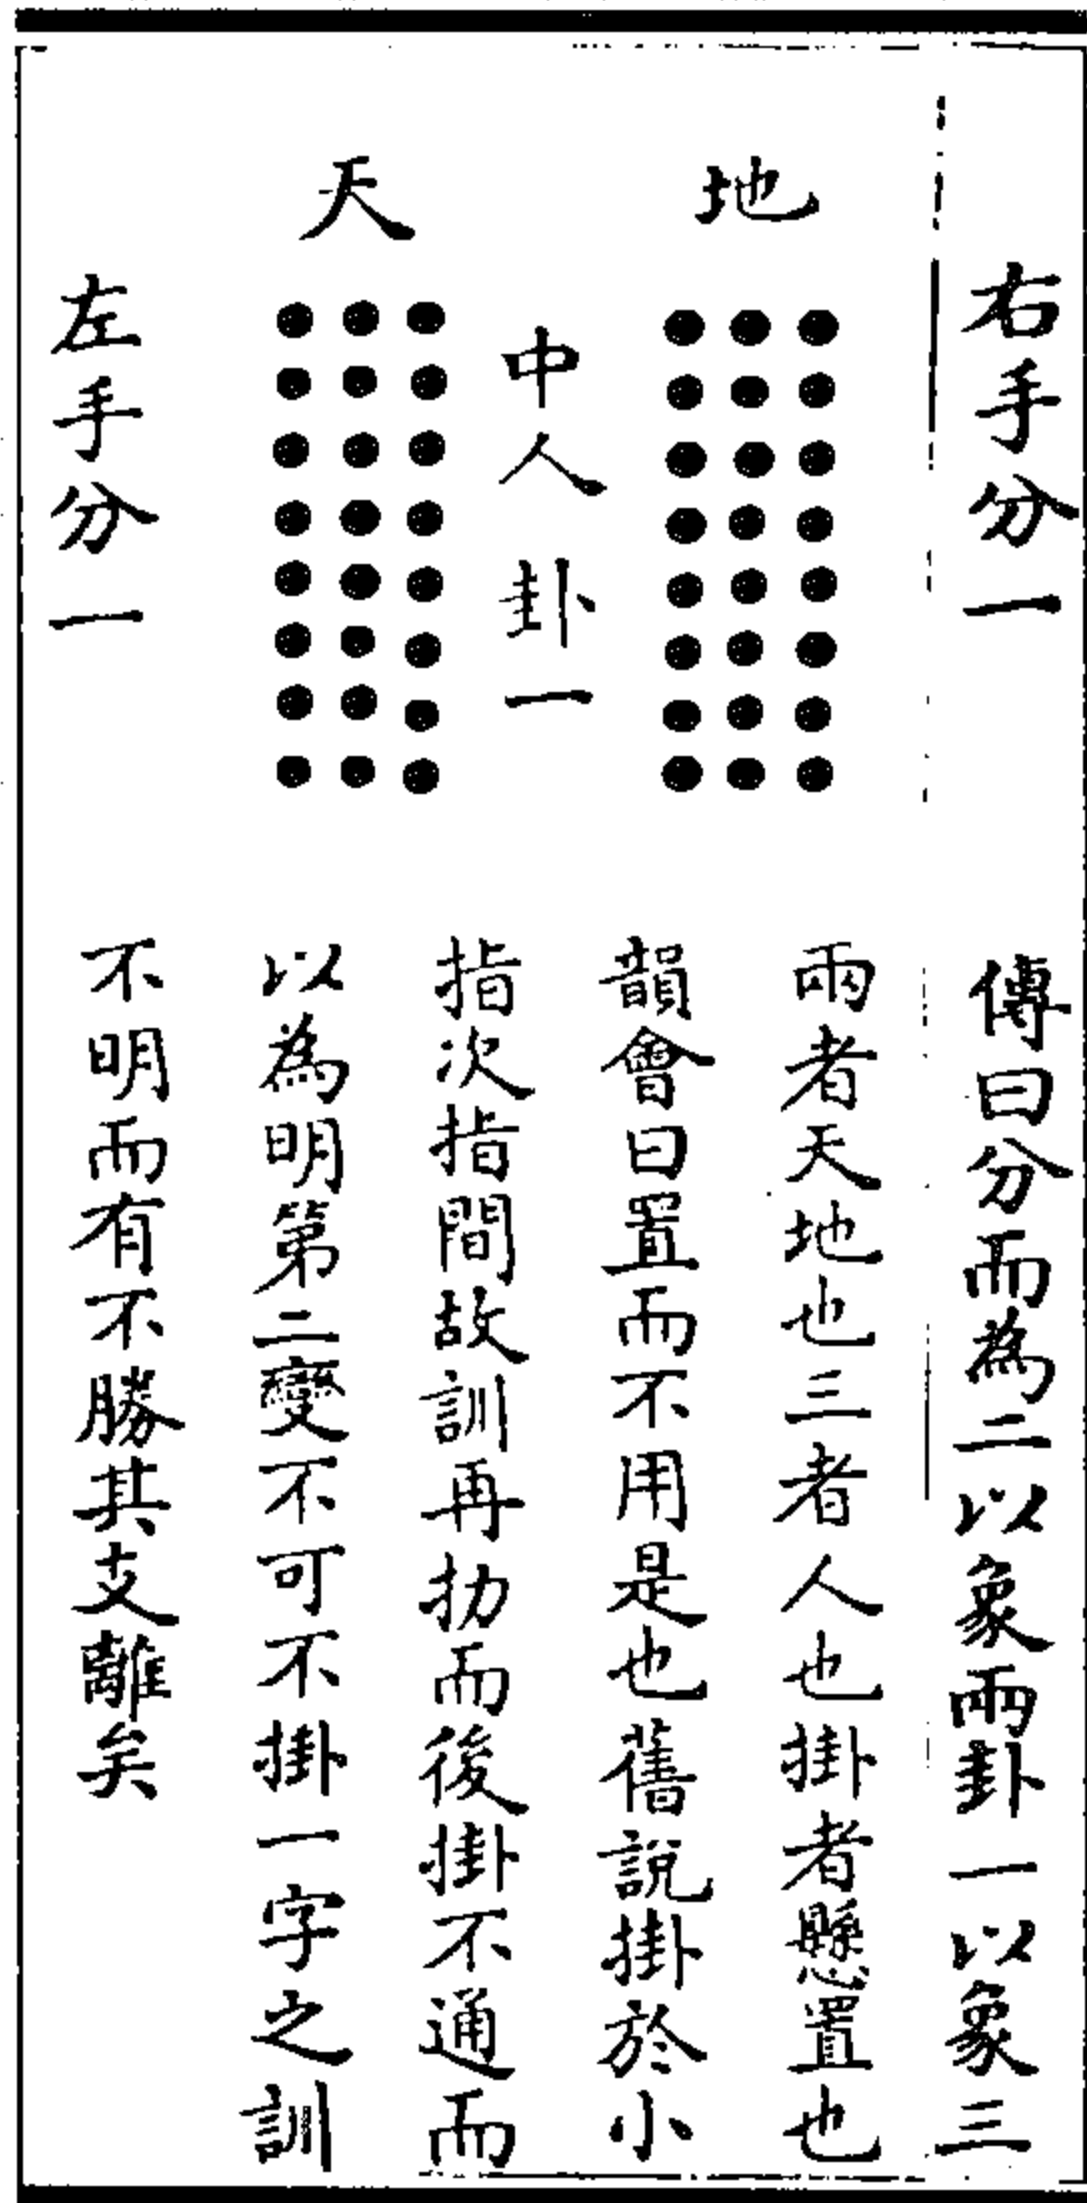 右手分一
地
中人卦一
天
左手分一
傳曰分而為二以象兩卦一以象三
兩者天地也三者人也掛者懸置也
韻會曰置而不用是也舊說掛於小
指次指間故訓再扐而後掛不通而
以為明第二變不可不掛一字之訓
不明而有不勝其支離矣